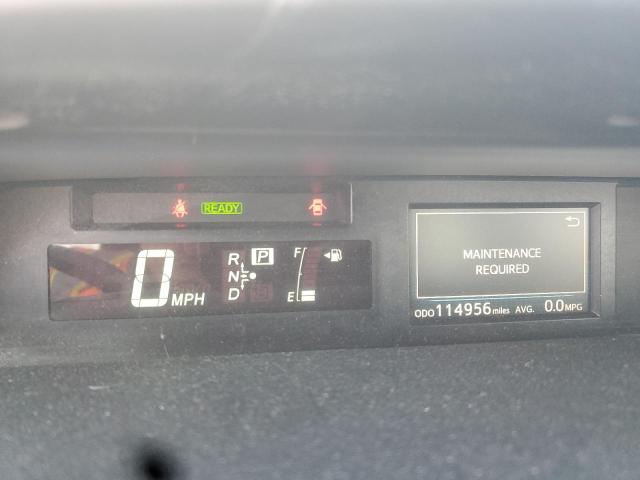 READY
0 MPH
R P
N
D
F
E
MAINTENANCE
REQUIRED
ODO 114956 miles AVG. 0.0 MPG